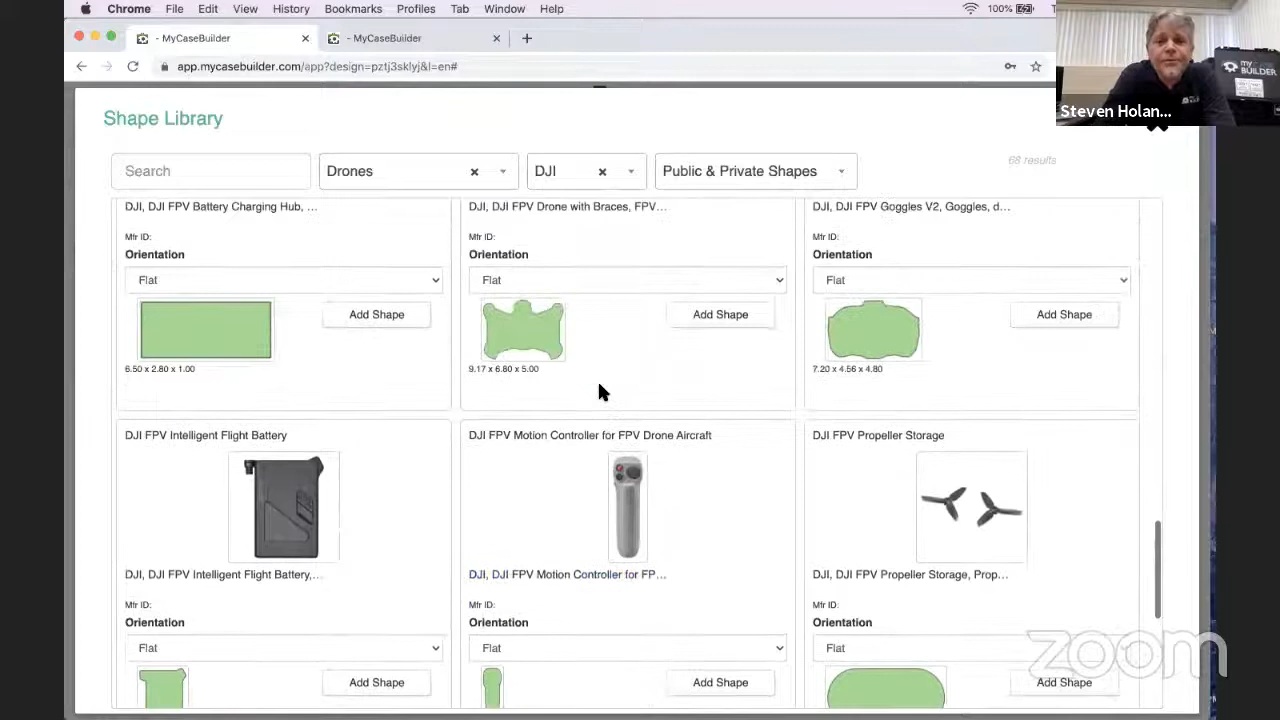 Chrome File Edit View History Bookmarks Profiles Tab Window Help 100%
- MyCaseBuilder - MyCaseBuilder
app.mycasebuilder.com/app?design=pztj3sklyj&l=en#
my
BUILDER
Steven Holan...
Shape Library
68 results
Search Drones DJI Public & Private Shapes
DJI, DJI FPV Battery Charging Hub, ... DJI, DJI FPV Drone with Braces, FPV... DJI, DJI FPV Goggles V2, Goggles, d...
Mfr ID: Mfr ID: Mfr ID:
Orientation Orientation Orientation
Flat Flat Flat
Add Shape Add Shape Add Shape
6.50 x 2.80 x 1.00 9.17 x 6.80 x 5.00 7.20 x 4.56 x 4.80
DJI FPV Intelligent Flight Battery DJI FPV Motion Controller for FPV Drone Aircraft DJI FPV Propeller Storage
DJI, DJI FPV Intelligent Flight Battery,... DJI, DJI FPV Motion Controller for FP... DJI, DJI FPV Propeller Storage, Prop...
Mfr ID: Mfr ID: Mfr ID:
Orientation Orientation Orientation
Flat Flat Flat
zoom
Add Shape Add Shape Add Shape